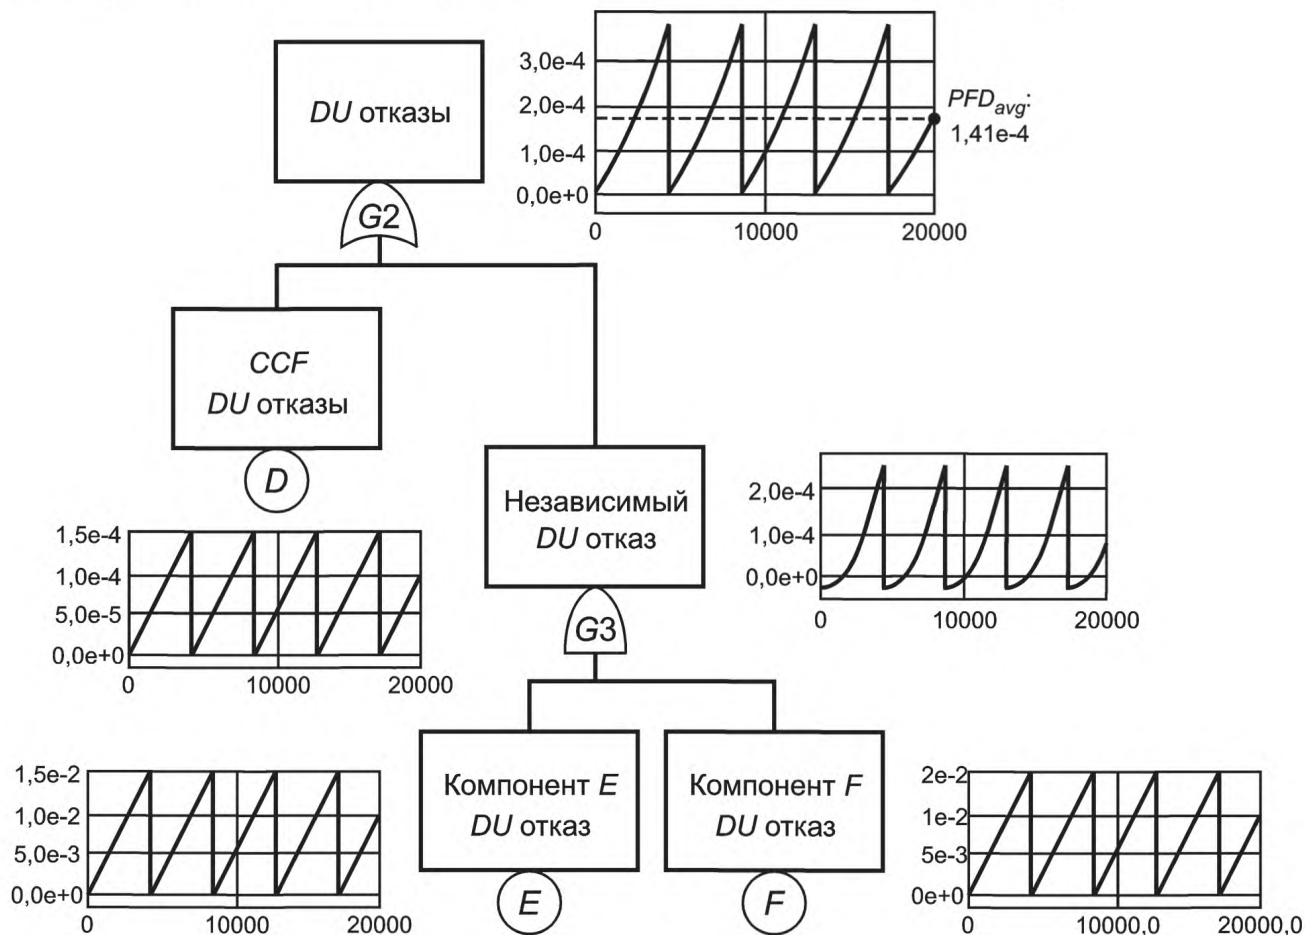 DU отказы
3,0e-4
2,0e-4
1,0e-4
0,0e+0
0
10000
20000
PFDavg:
1,41e-4
G2
CCF
DU отказы
D
1,5e-4
1,0e-4
5,0e-5
0,0e+0
0
10000
20000
Независимый
DU отказ
G3
2,0e-4
1,0e-4
0,0e+0
0
10000
20000
1,5e-2
1,0e-2
5,0e-3
0,0e+0
0
10000
20000
Компонент E
DU отказ
E
Компонент F
DU отказ
F
2e-2
1e-2
5e-3
0e+0
0
10000,0
20000,0